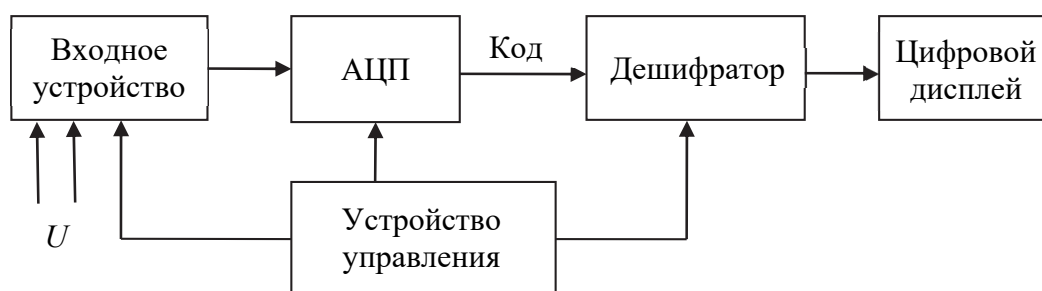 Входное
устройство
АЦП
Код
Дешифратор
Цифровой
дисплей
U
Устройство
управления